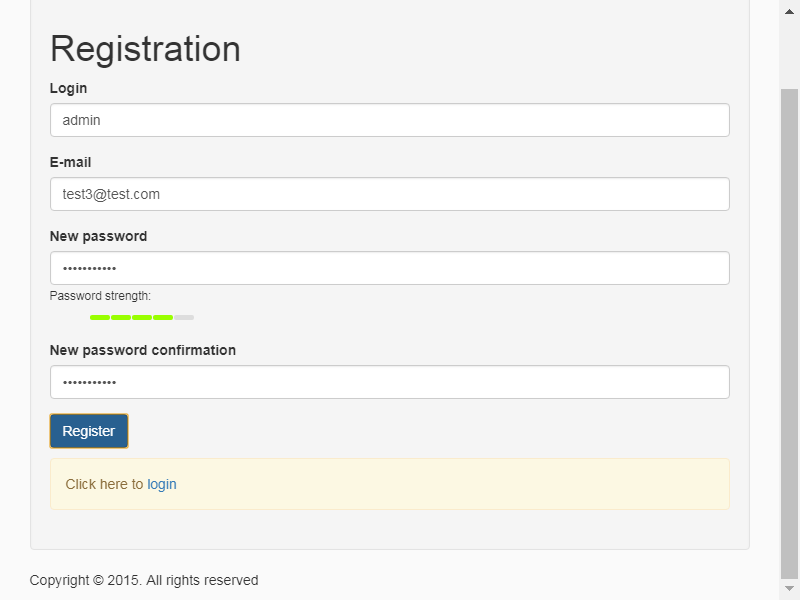 Registration
Login
admin
E-mail
test3@test.com
New password
•••••••••••
Password strength:
New password confirmation
•••••••••••
Register
Click here to login
Copyright © 2015. All rights reserved